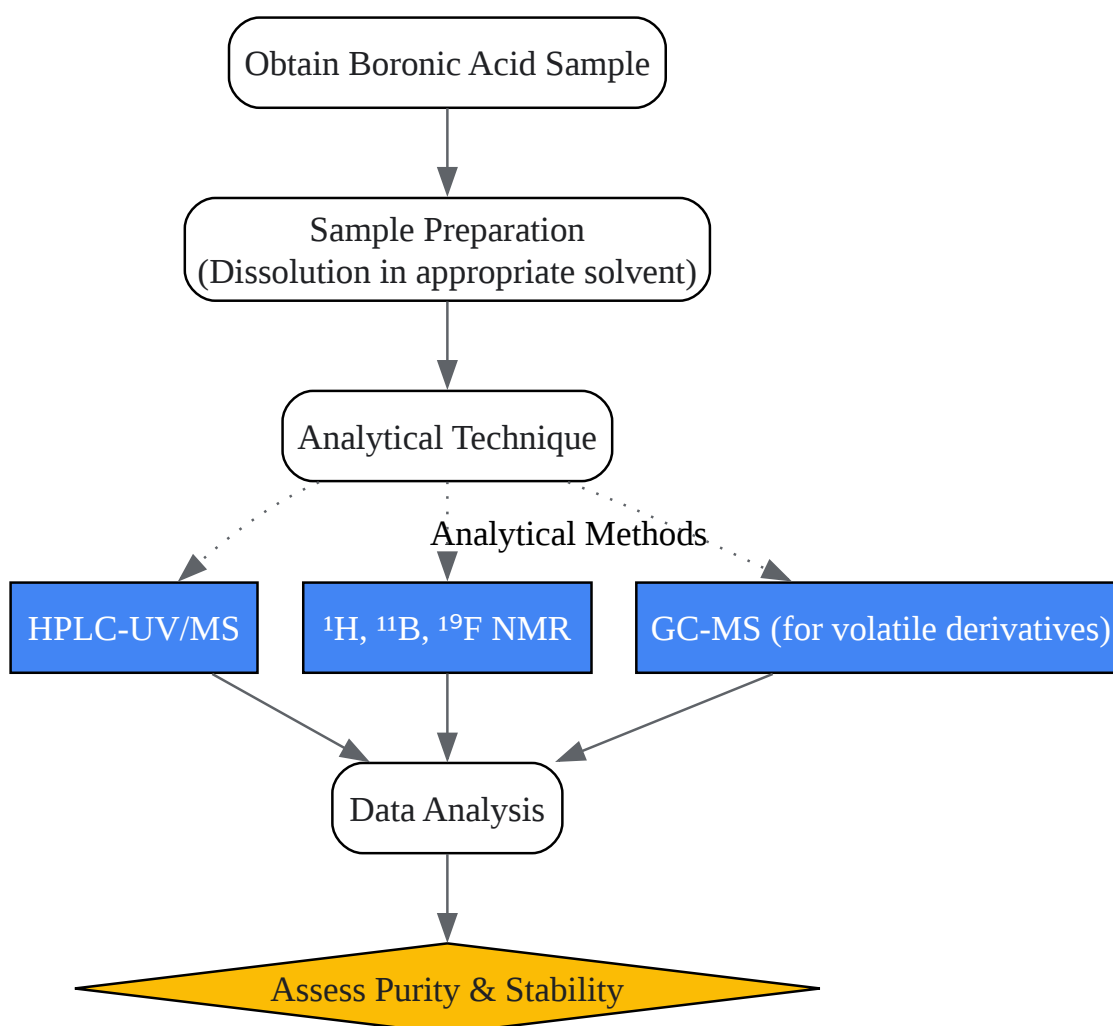 Obtain Boronic Acid Sample
Sample Preparation
(Dissolution in appropriate solvent)
Analytical Technique
Analytical Methods
HPLC-UV/MS
¹H, ¹¹B, ¹⁹F NMR
GC-MS (for volatile derivatives)
Data Analysis
Assess Purity & Stability